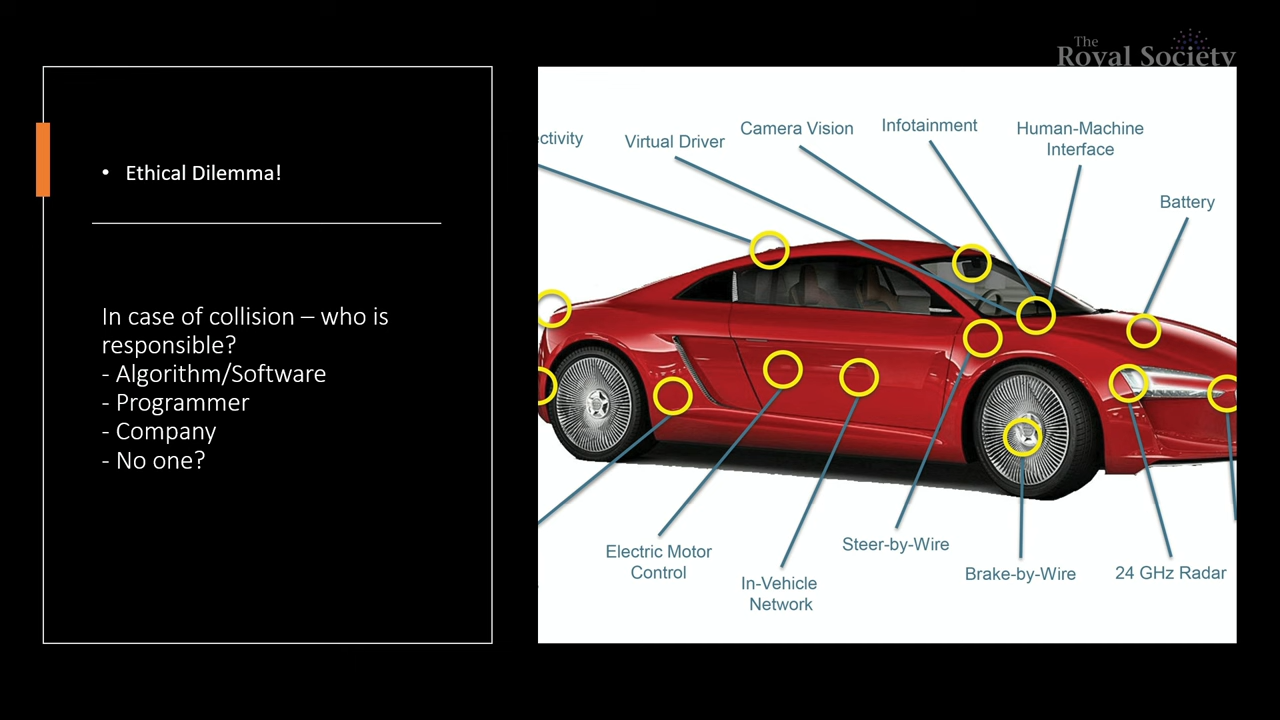 The
Royal Society
• Ethical Dilemma!
In case of collision – who is
responsible?
- Algorithm/Software
- Programmer
- Company
- No one?
ectivity
Virtual Driver
Camera Vision
Infotainment
Human-Machine
Interface
Battery
Electric Motor
Control
In-Vehicle
Network
Steer-by-Wire
Brake-by-Wire
24 GHz Radar